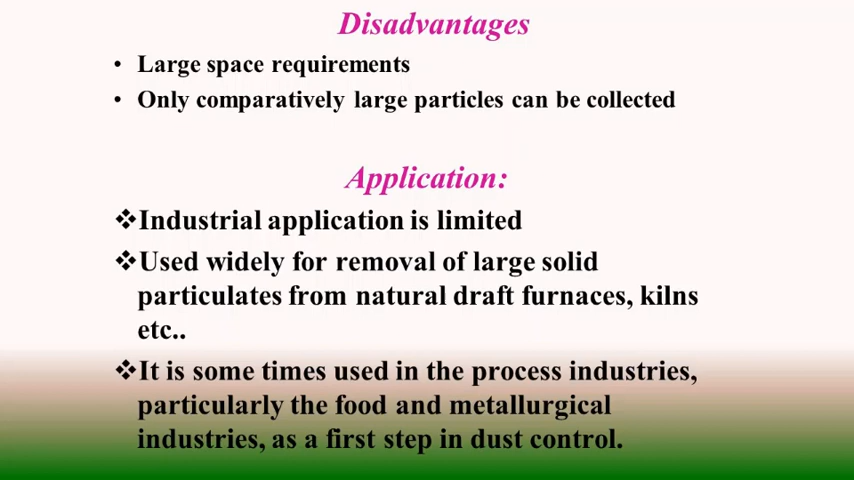 Disadvantages
• Large space requirements
• Only comparatively large particles can be collected
Application:
❖Industrial application is limited
❖Used widely for removal of large solid
particulates from natural draft furnaces, kilns
etc..
❖It is some times used in the process industries,
particularly the food and metallurgical
industries, as a first step in dust control.